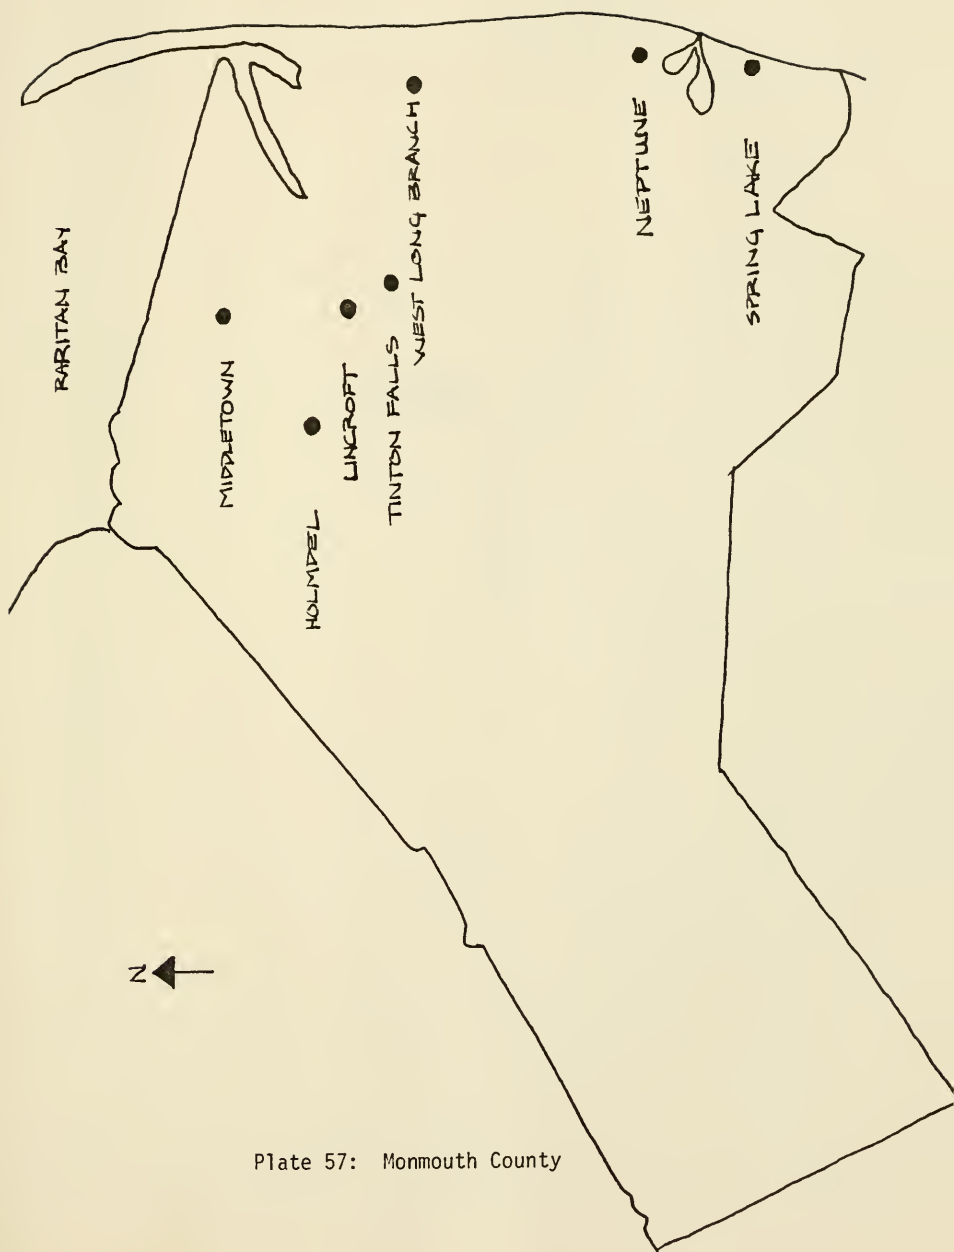 RARITAN BAY
MIDDLETOWN
HOLMDEL
LINCROFT
TINTON FALLS
WEST LONG BRANCH
NEPTUNE
SPRING LAKE
N
Plate 57: Monmouth County